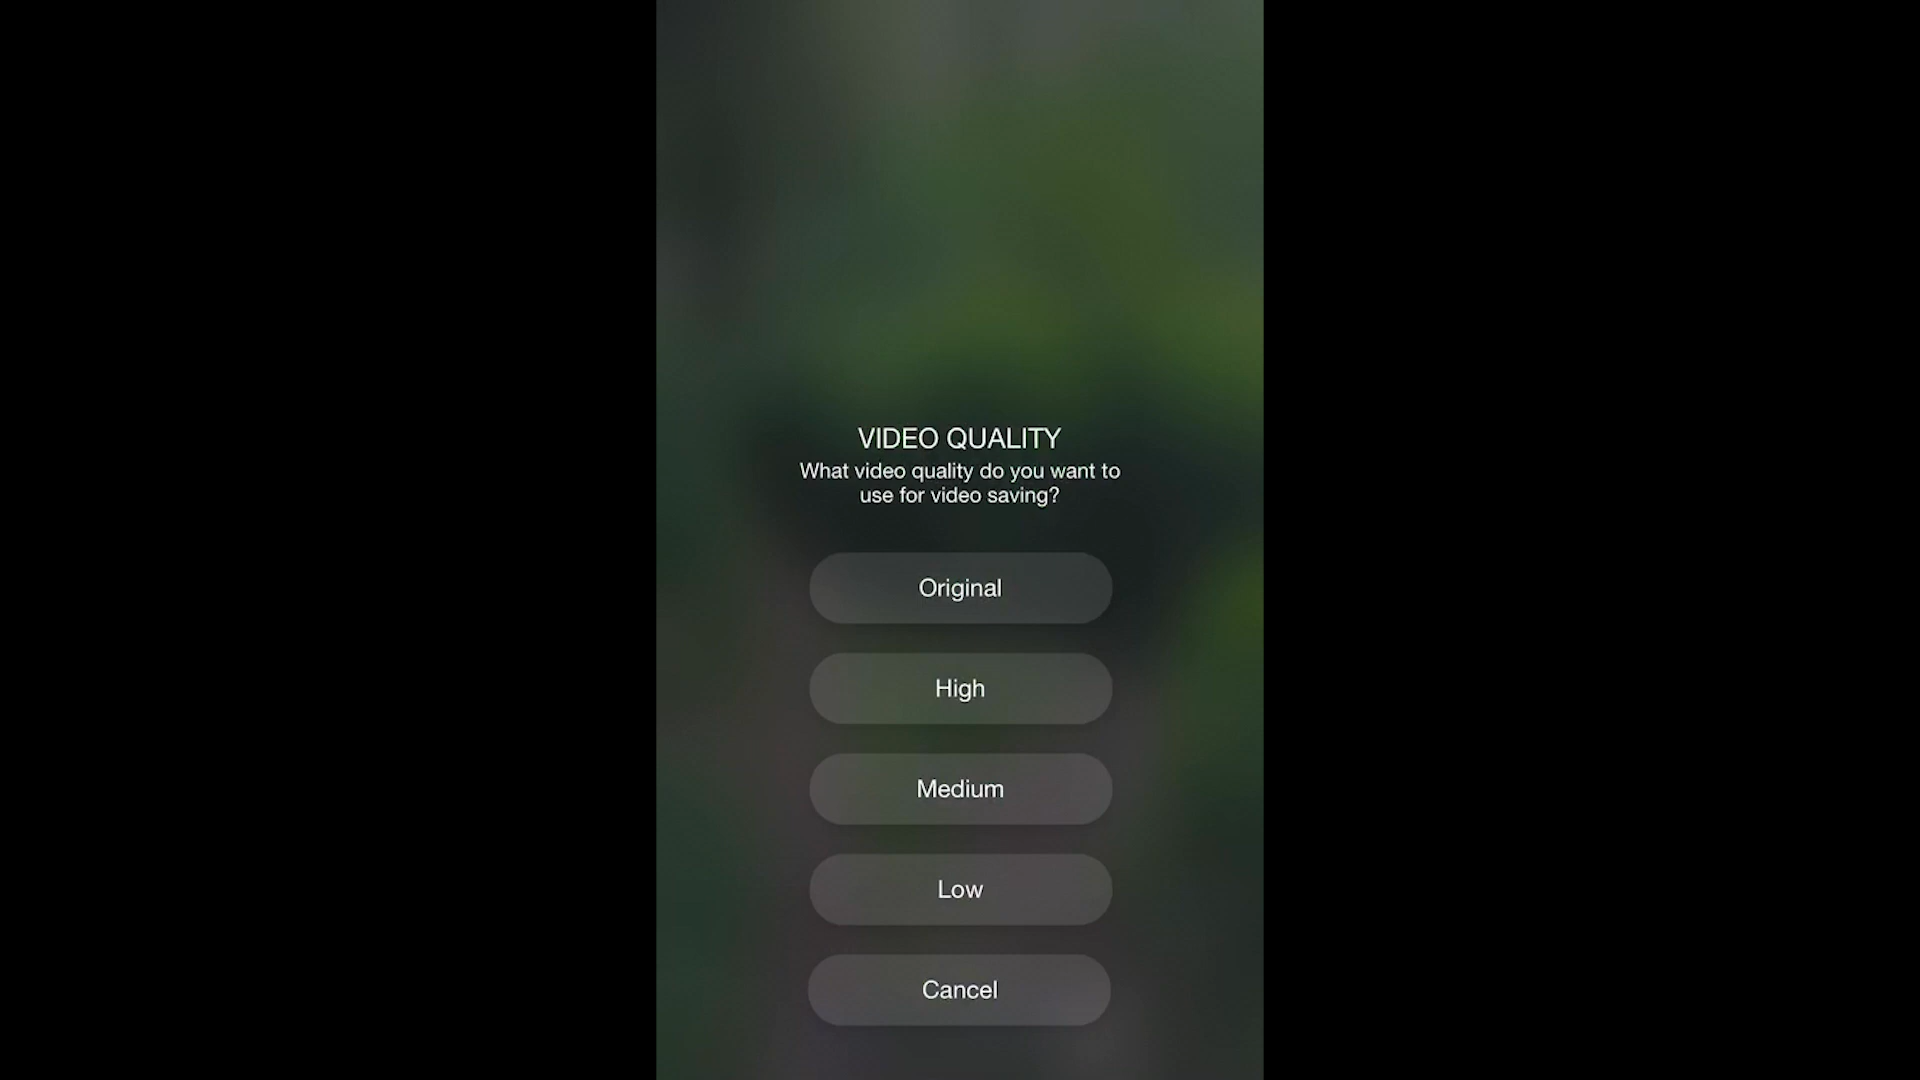 VIDEO QUALITY
What video quality do you want to
use for video saving?
Original
High
Medium
Low
Cancel